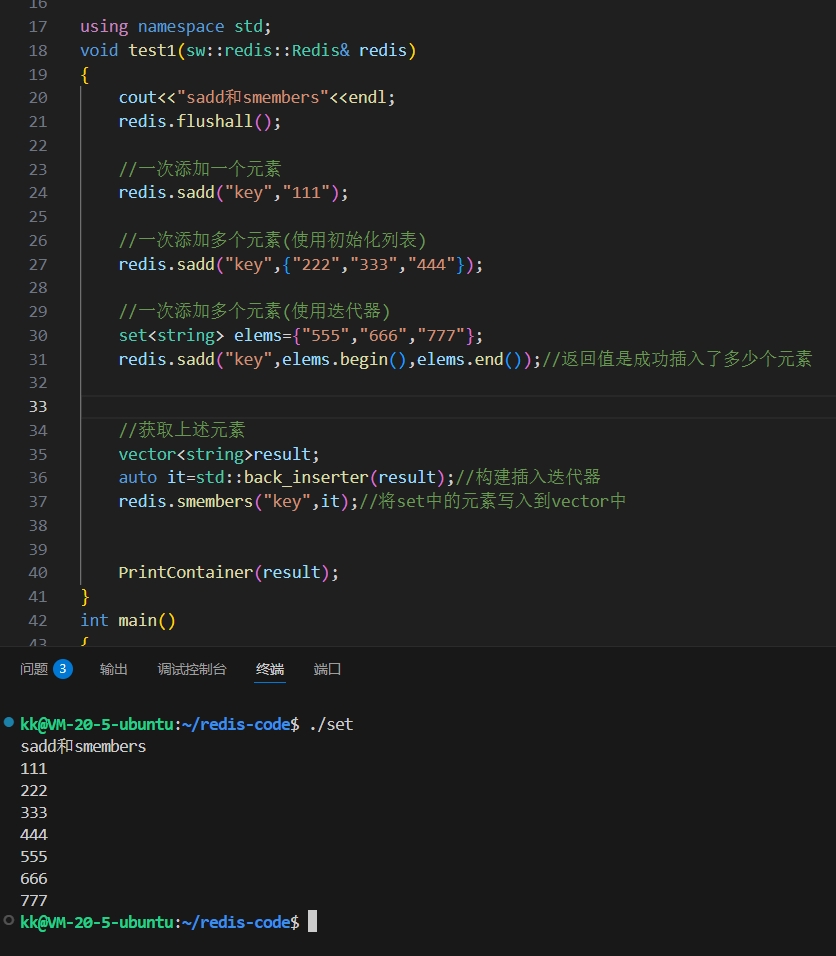 16
17 using namespace std;
18 void test1(sw::redis::Redis& redis)
19 {
20 cout<<"sadd和smembers"<<endl;
21 redis.flushall();
22
23 //一次添加一个元素
24 redis.sadd("key","111");
25
26 //一次添加多个元素(使用初始化列表)
27 redis.sadd("key",{"222","333","444"});
28
29 //一次添加多个元素(使用迭代器)
30 set<string> elems={"555","666","777"};
31 redis.sadd("key",elems.begin(),elems.end());//返回值是成功插入了多少个元素
32
33
34 //获取上述元素
35 vector<string>result;
36 auto it=std::back_inserter(result);//构建插入迭代器
37 redis.smembers("key",it);//将set中的元素写入到vector中
38
39
40 PrintContainer(result);
41 }
42 int main()
43 {
问题 3 输出 调试控制台 终端 端口
kk@VM-20-5-ubuntu:~/redis-code$ ./set
sadd和smembers
111
222
333
444
555
666
777
kk@VM-20-5-ubuntu:~/redis-code$